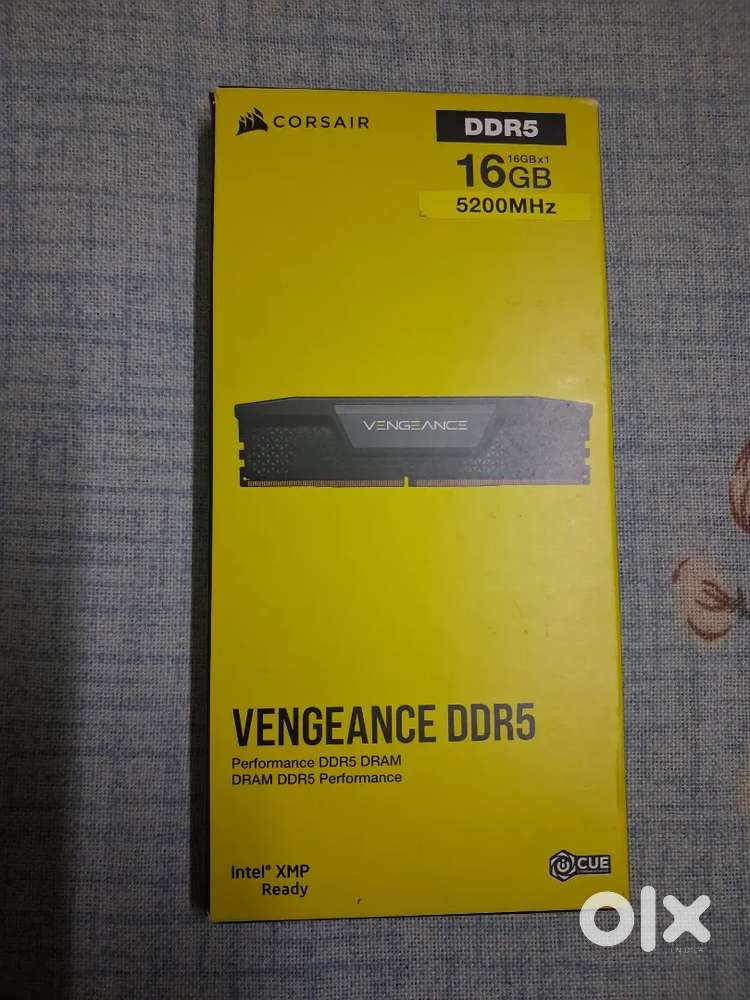 CORSAIR
DDR5
16GBx1
16GB
5200MHz
VENGEANCE
VENGEANCE DDR5
Performance DDR5 DRAM
DRAM DDR5 Performance
Intel® XMP
Ready
iCUE
olx
INDIA